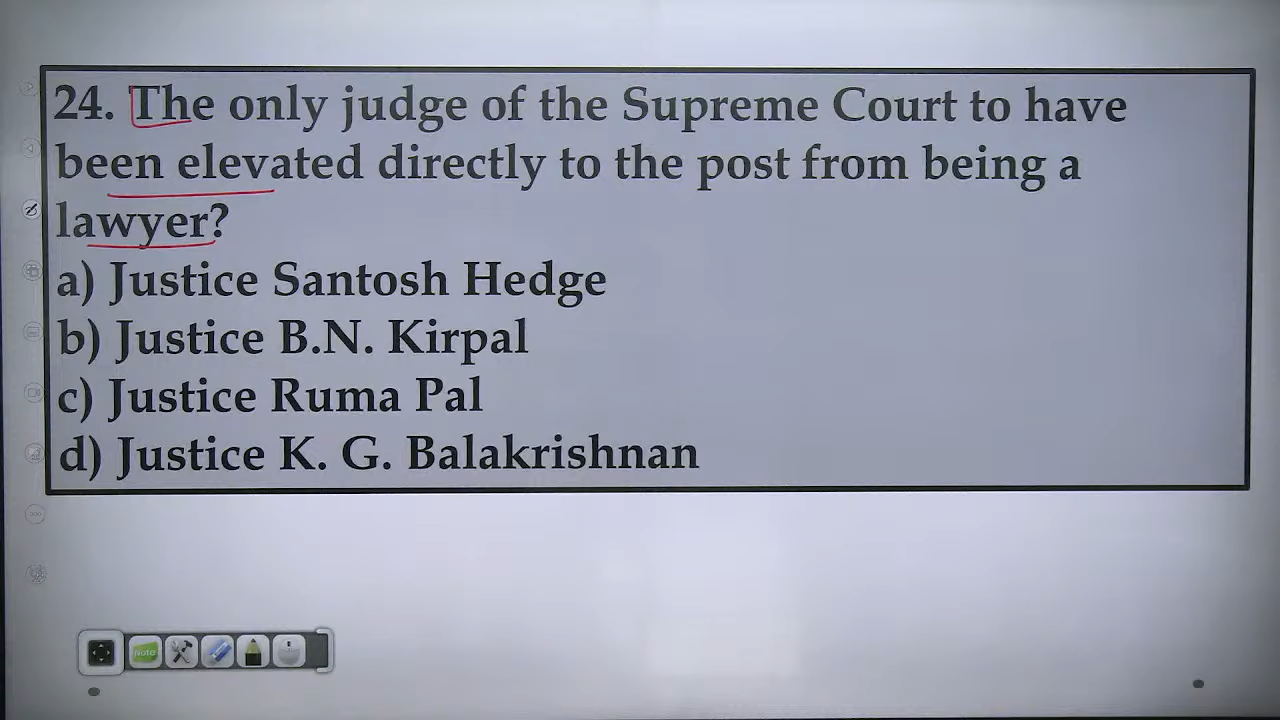 24. The only judge of the Supreme Court to have
been elevated directly to the post from being a
lawyer?
a) Justice Santosh Hedge
b) Justice B.N. Kirpal
c) Justice Ruma Pal
d) Justice K. G. Balakrishnan
Note